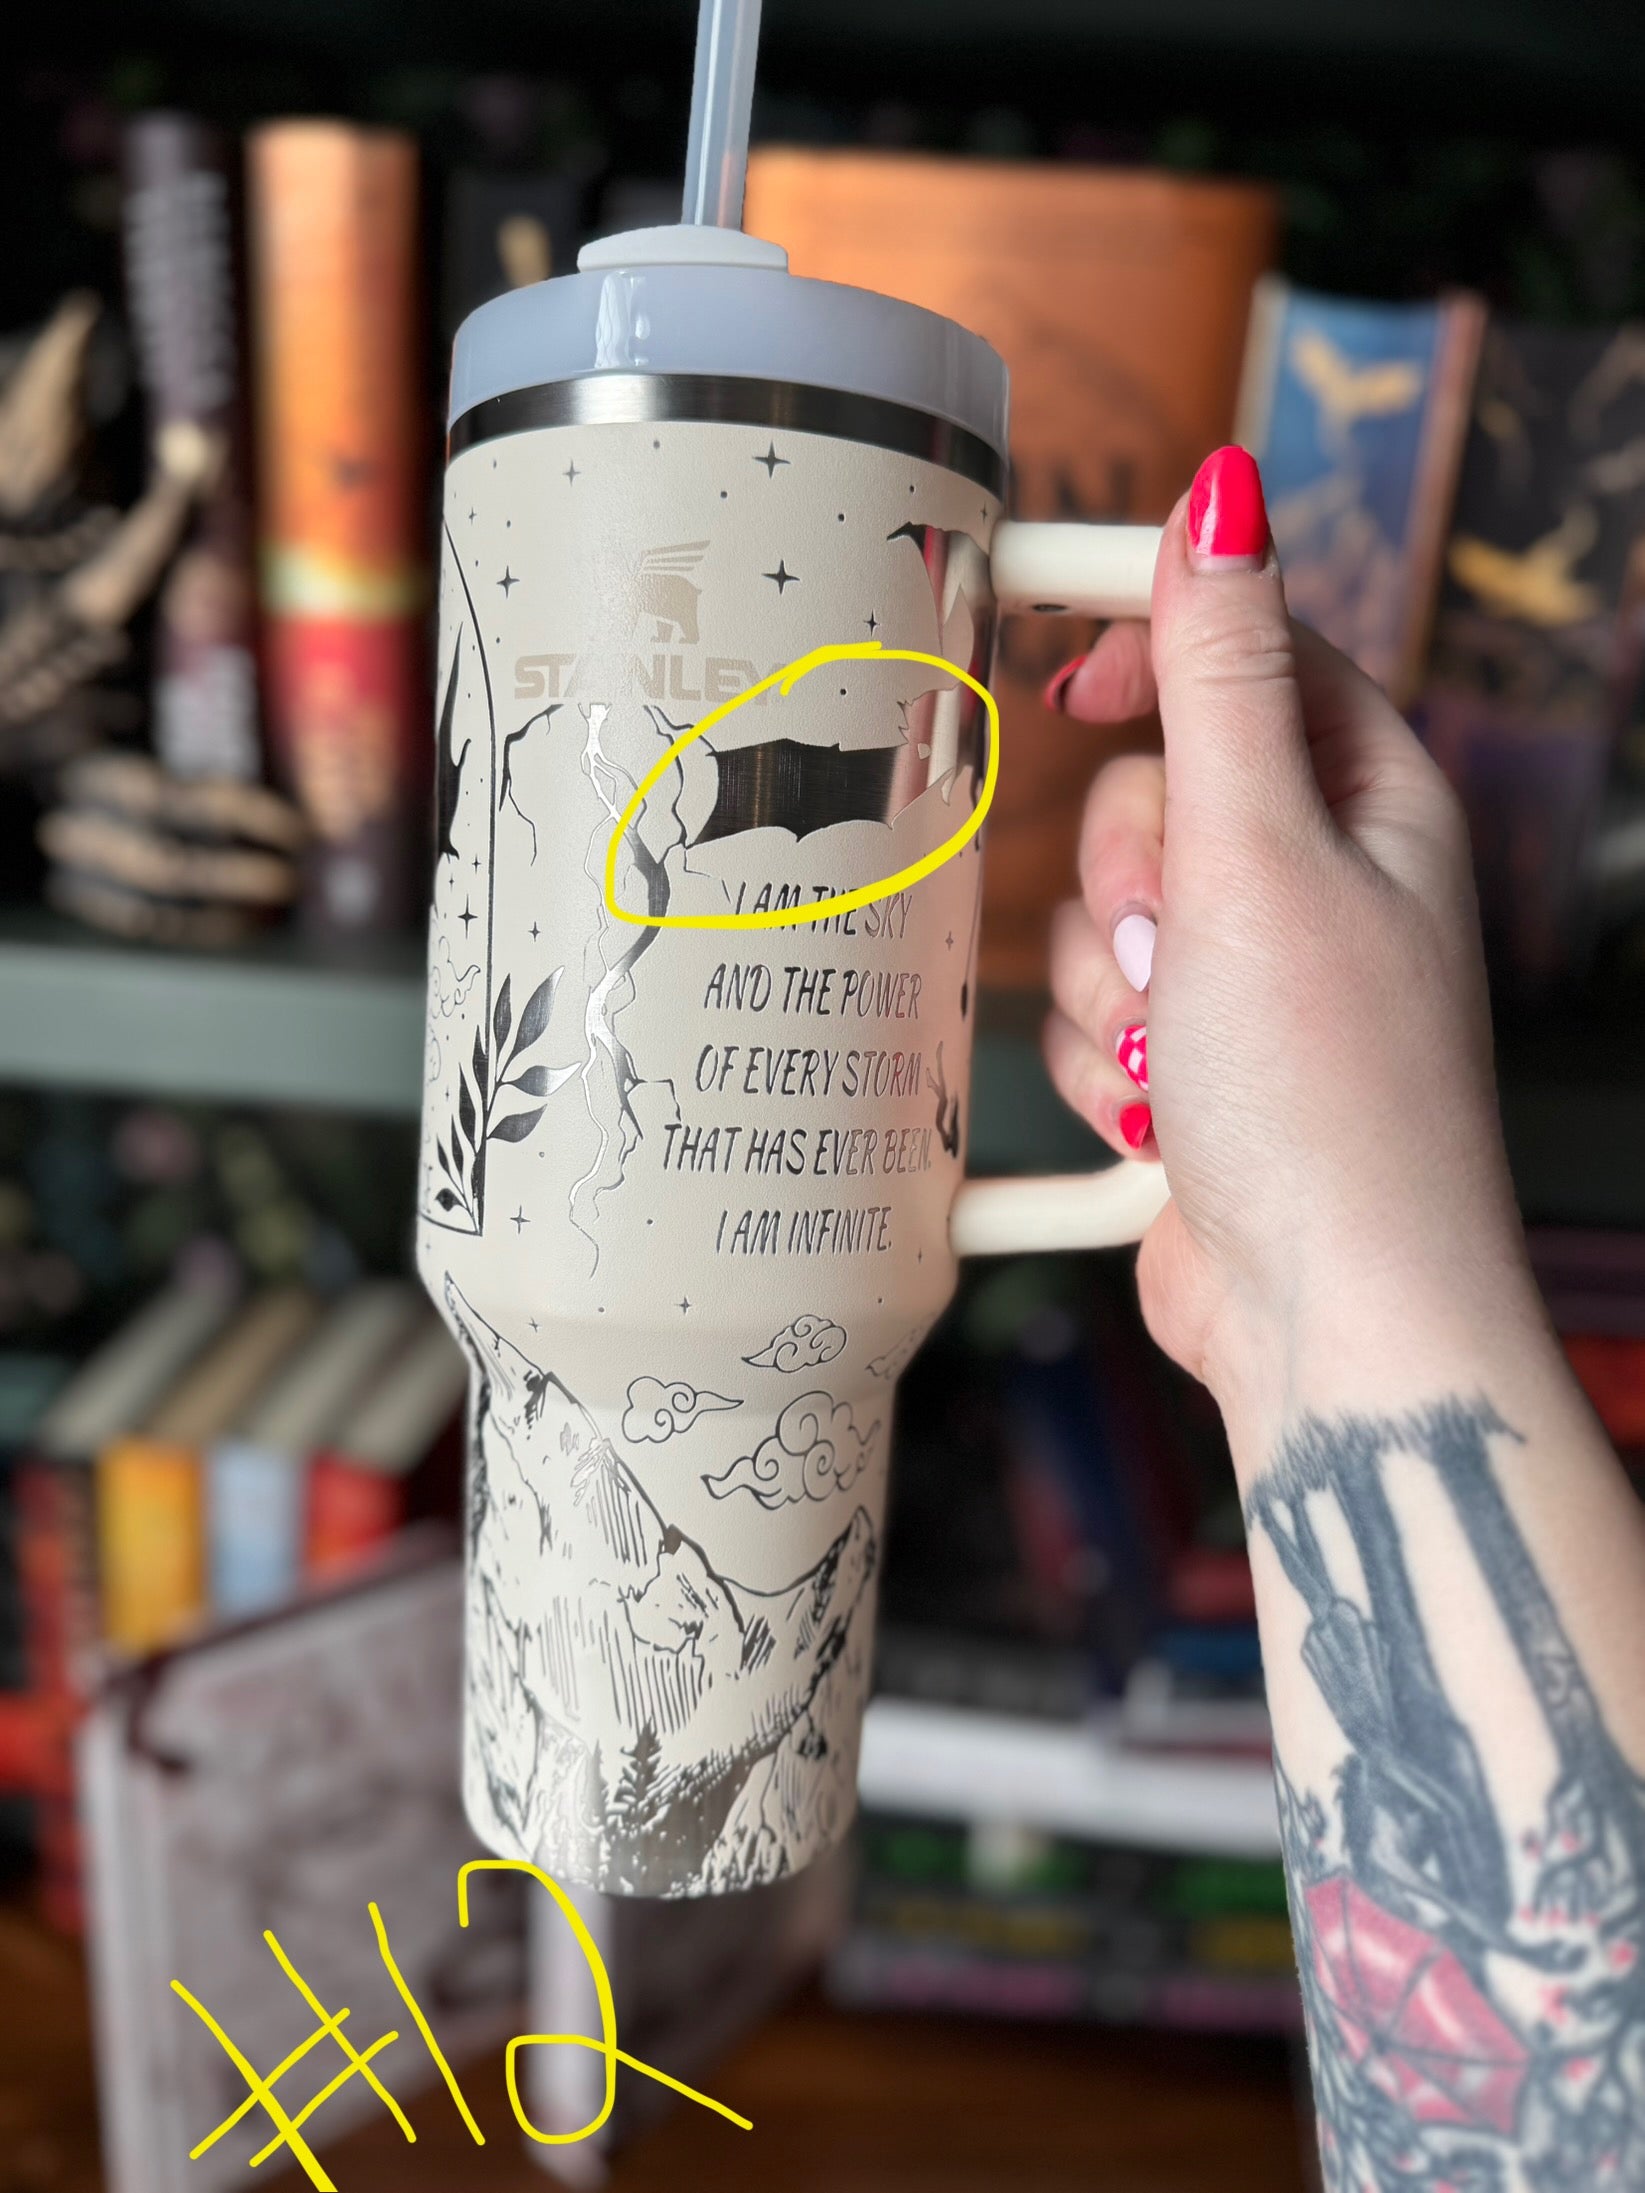 STANLEY
I AM THE SKY
AND THE POWER
OF EVERY STORM
THAT HAS EVER BEEN.
I AM INFINITE.
#12